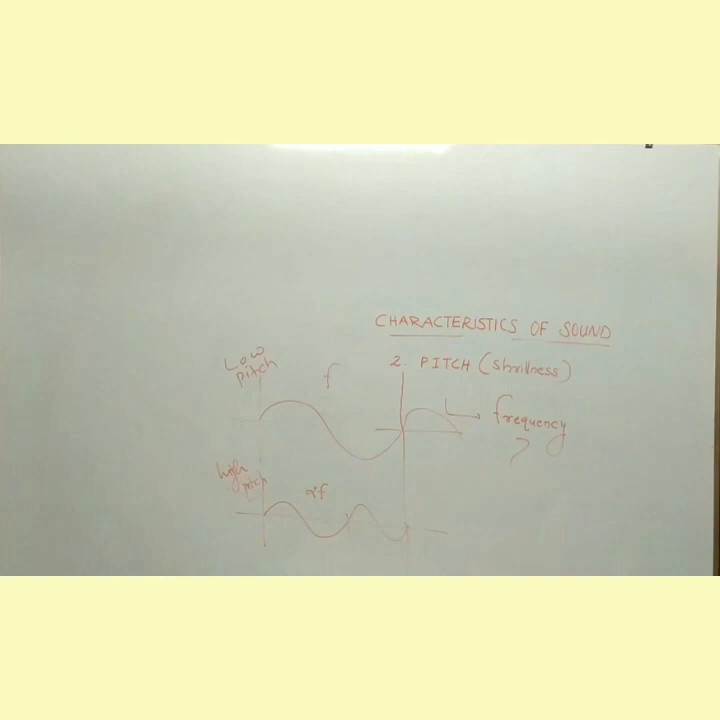 CHARACTERISTICS OF SOUND
2. PITCH (Shrillness)
frequency
Low
pitch
f
high
pitch
2f